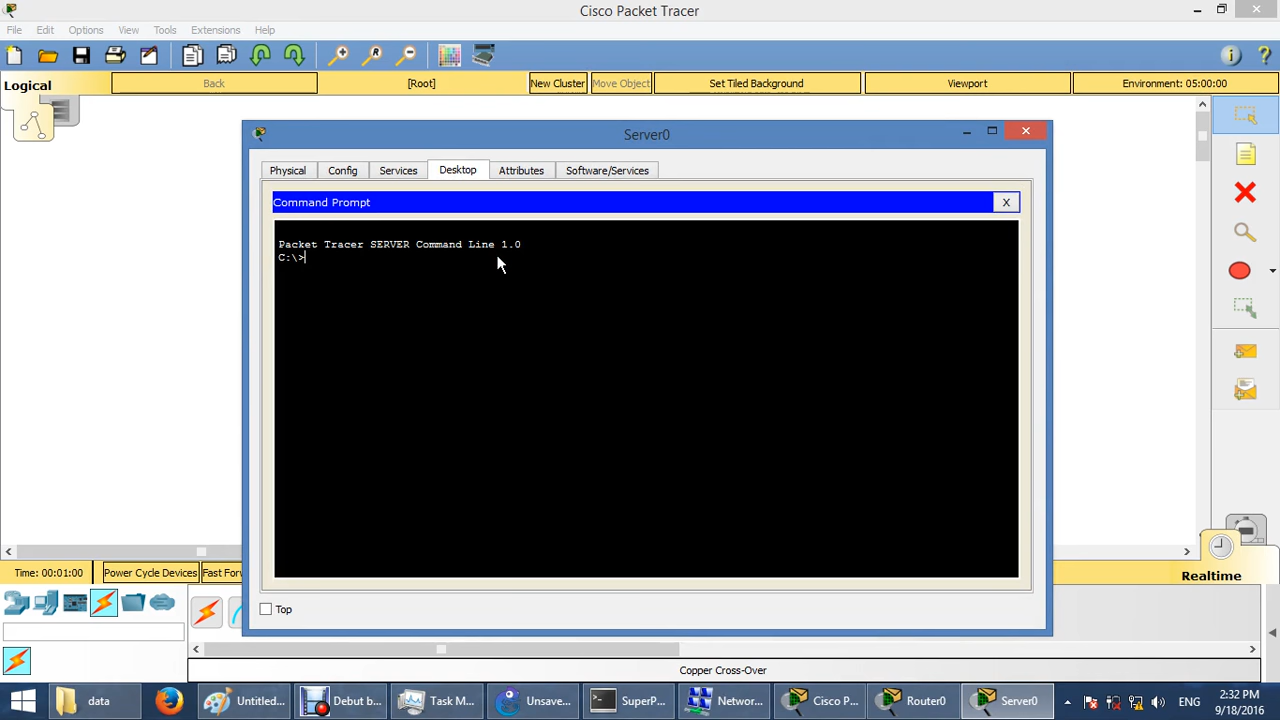 Cisco Packet Tracer
File Edit Options View Tools Extensions Help
Logical
Back
[Root]
New Cluster
Move Object
Set Tiled Background
Viewport
Environment: 05:00:00
Server0
Physical
Config
Services
Desktop
Attributes
Software/Services
Command Prompt
X
Packet Tracer SERVER Command Line 1.0
C:\>
Top
Time: 00:01:00
Power Cycle Devices
Fast For
Realtime
Copper Cross-Over
data
Untitled...
Debut b...
Task M...
Unsave...
SuperP...
Networ...
Cisco P...
Router0
Server0
ENG
2:32 PM
9/18/2016